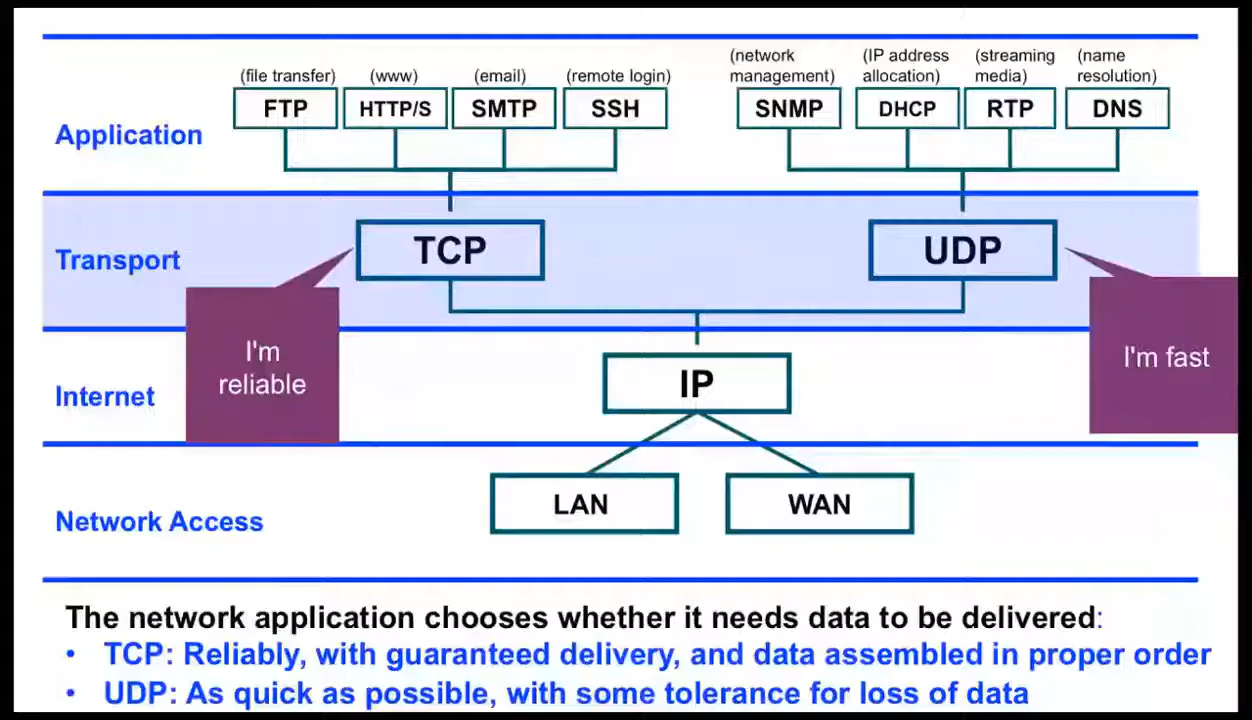 (file transfer)
(www)
(email)
(remote login)
(network
management)
(IP address
allocation)
(streaming
media)
(name
resolution)
FTP
HTTP/S
SMTP
SSH
SNMP
DHCP
RTP
DNS
Application
Transport
TCP
UDP
I'm
reliable
I'm fast
Internet
IP
Network Access
LAN
WAN
The network application chooses whether it needs data to be delivered:
• TCP: Reliably, with guaranteed delivery, and data assembled in proper order
• UDP: As quick as possible, with some tolerance for loss of data